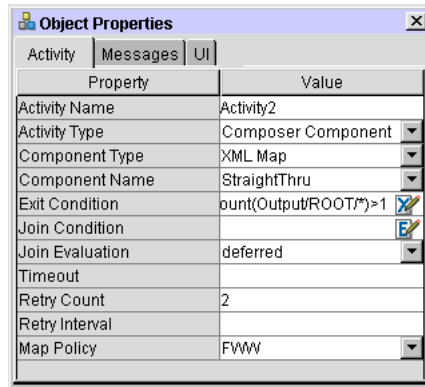 Object Properties
Activity Messages UI
Property Value
Activity Name Activity2
Activity Type Composer Component
Component Type XML Map
Component Name StraightThru
Exit Condition ount(Output/ROOT/*)>1
Join Condition
Join Evaluation deferred
Timeout
Retry Count 2
Retry Interval
Map Policy FWW